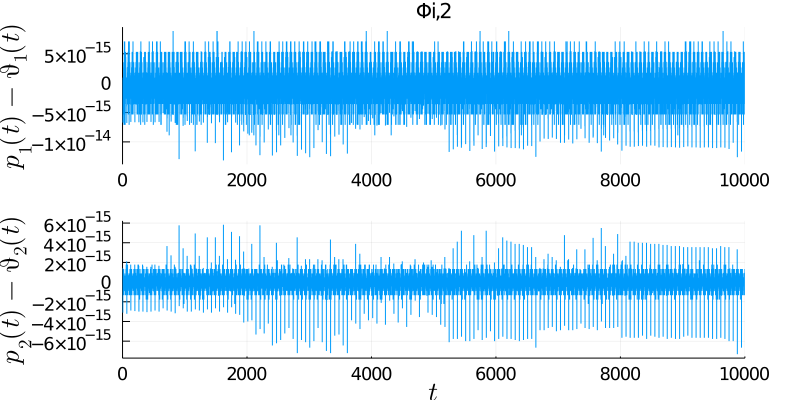 Φi,2
p₁(t) − ϑ₁(t)
5×10⁻¹⁵
0
−5×10⁻¹⁵
−1×10⁻¹⁴
0 2000 4000 6000 8000 10000
p₂(t) − ϑ₂(t)
6×10⁻¹⁵
4×10⁻¹⁵
2×10⁻¹⁵
0
−2×10⁻¹⁵
−4×10⁻¹⁵
−6×10⁻¹⁵
0 2000 4000 6000 8000 10000
t